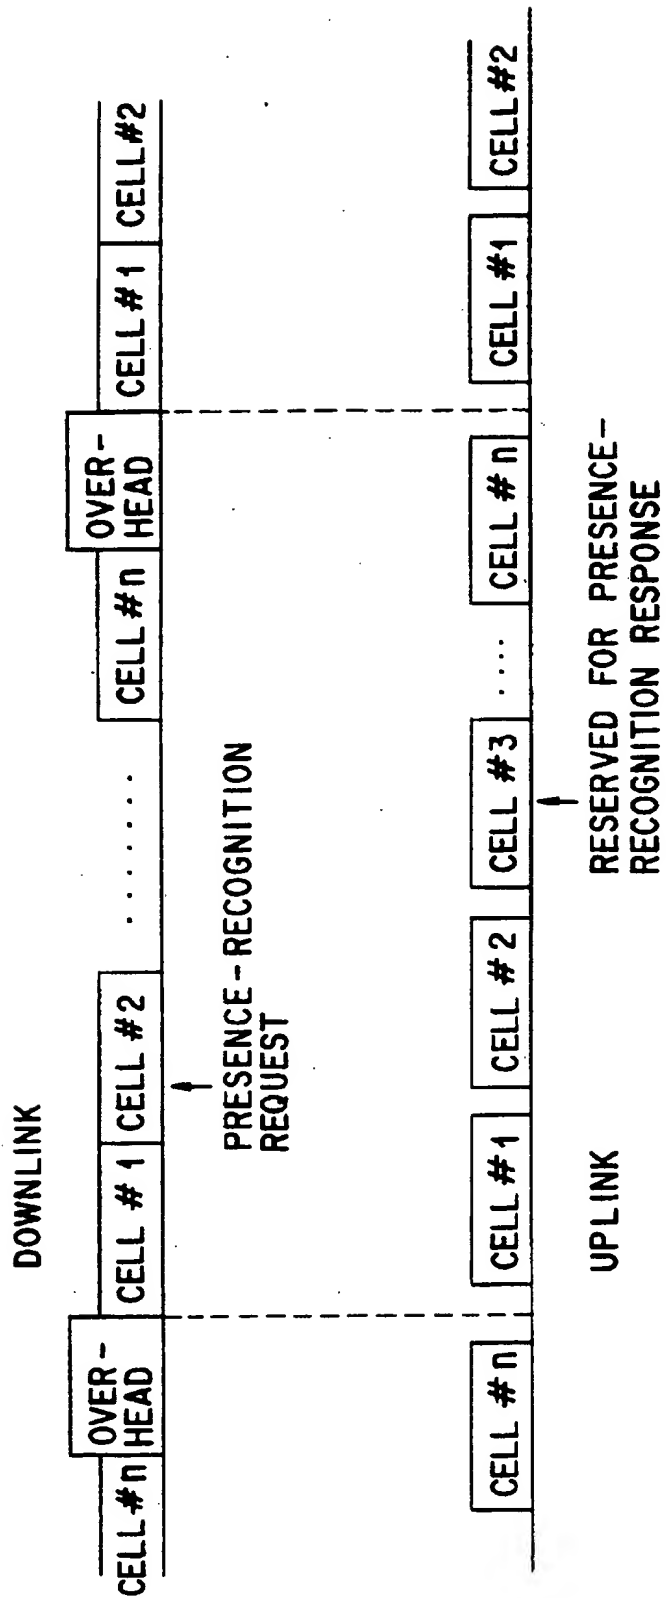 DOWNLINK
CELL #n
OVER-
HEAD
CELL #1
CELL #2
........
CELL #n
OVER-
HEAD
CELL #1
CELL #2
PRESENCE-RECOGNITION
REQUEST
CELL #n
CELL #1
CELL #2
CELL #3
....
CELL #n
CELL #1
CELL #2
UPLINK
RESERVED FOR PRESENCE-
RECOGNITION RESPONSE